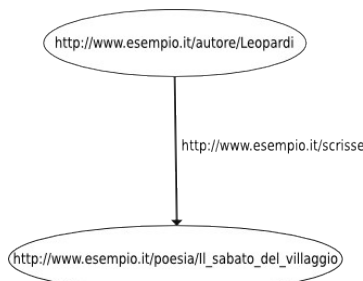 http://www.esempio.it/autore/Leopardi
http://www.esempio.it/scrisse
http://www.esempio.it/poesia/Il_sabato_del_villaggio